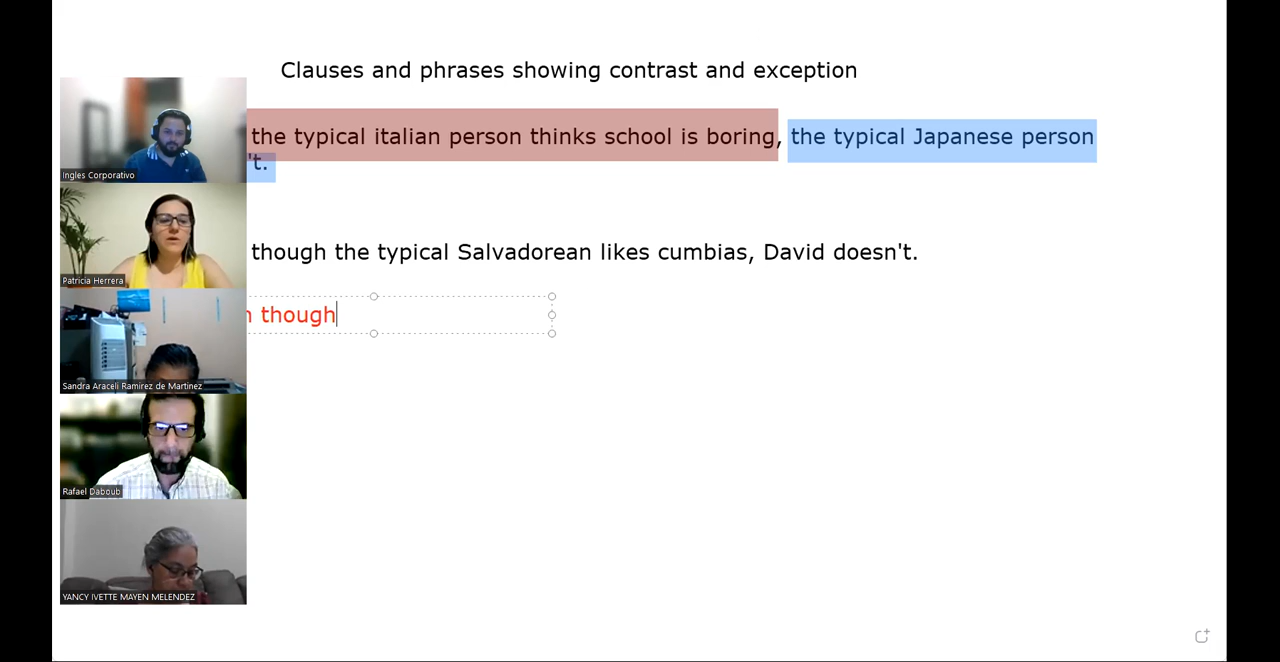 Clauses and phrases showing contrast and exception
the typical italian person thinks school is boring, the typical Japanese person
't.
though the typical Salvadorean likes cumbias, David doesn't.
though
Ingles Corporativo
Patricia Herrera
Sandra Araceli Ramirez de Martinez
Rafael Daboub
YANCY IVETTE MAYEN MELENDEZ